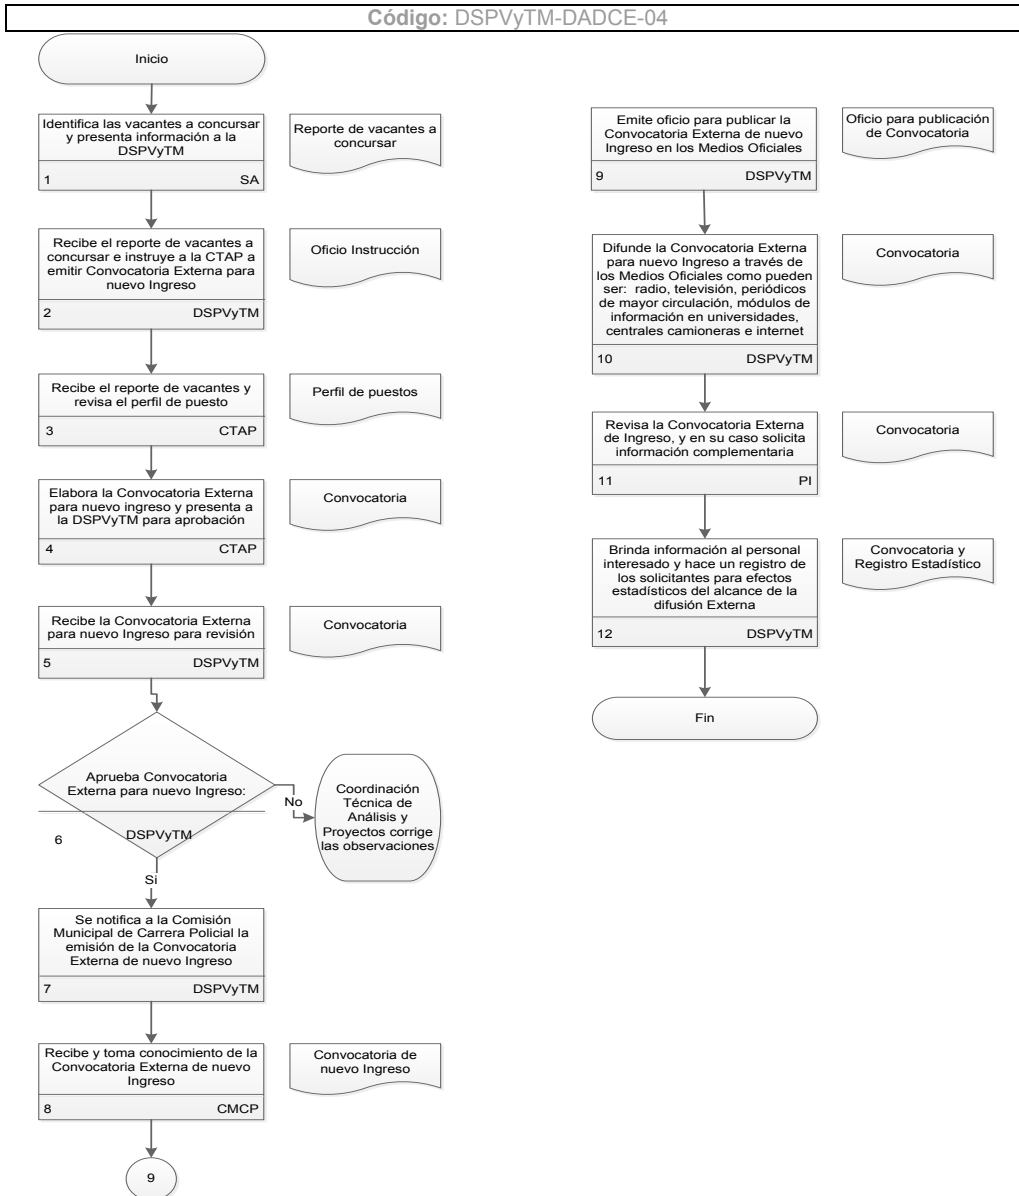 Código: DSPVyTM-DADCE-04
Inicio
Identifica las vacantes a concursar
y presenta información a la
DSPVyTM
1 SA
Reporte de vacantes a
concursar
Recibe el reporte de vacantes a
concursar e instruye a la CTAP a
emitir Convocatoria Externa para
nuevo Ingreso
2 DSPVyTM
Oficio Instrucción
Recibe el reporte de vacantes y
revisa el perfil de puesto
3 CTAP
Perfil de puestos
Elabora la Convocatoria Externa
para nuevo ingreso y presenta a
la DSPVyTM para aprobación
4 CTAP
Convocatoria
Recibe la Convocatoria Externa
para nuevo Ingreso para revisión
5 DSPVyTM
Convocatoria
Aprueba Convocatoria
Externa para nuevo Ingreso:
6 DSPVyTM
No
Coordinación
Técnica de
Análisis y
Proyectos corrige
las observaciones
Si
Se notifica a la Comisión
Municipal de Carrera Policial la
emisión de la Convocatoria
Externa de nuevo Ingreso
7 DSPVyTM
Recibe y toma conocimiento de la
Convocatoria Externa de nuevo
Ingreso
8 CMCP
Convocatoria de
nuevo Ingreso
9
Emite oficio para publicar la
Convocatoria Externa de nuevo
Ingreso en los Medios Oficiales
9 DSPVyTM
Oficio para publicación
de Convocatoria
Difunde la Convocatoria Externa
para nuevo Ingreso a través de
los Medios Oficiales como pueden
ser: radio, televisión, periódicos
de mayor circulación, módulos de
información en universidades,
centrales camioneras e internet
10 DSPVyTM
Convocatoria
Revisa la Convocatoria Externa
de Ingreso, y en su caso solicita
información complementaria
11 PI
Convocatoria
Brinda información al personal
interesado y hace un registro de
los solicitantes para efectos
estadísticos del alcance de la
difusión Externa
12 DSPVyTM
Convocatoria y
Registro Estadístico
Fin